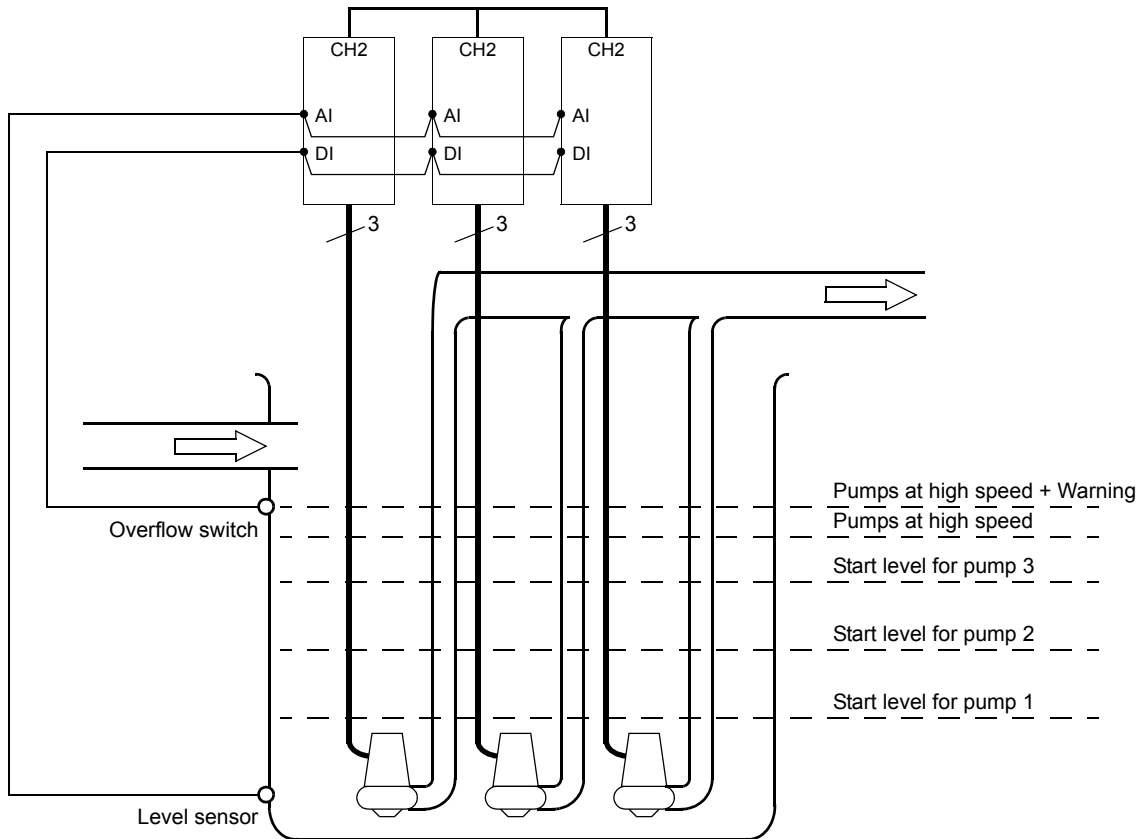 CH2 CH2 CH2
AI AI AI
DI DI DI
3 3 3
Pumps at high speed + Warning
Overflow switch
Pumps at high speed
Start level for pump 3
Start level for pump 2
Start level for pump 1
Level sensor